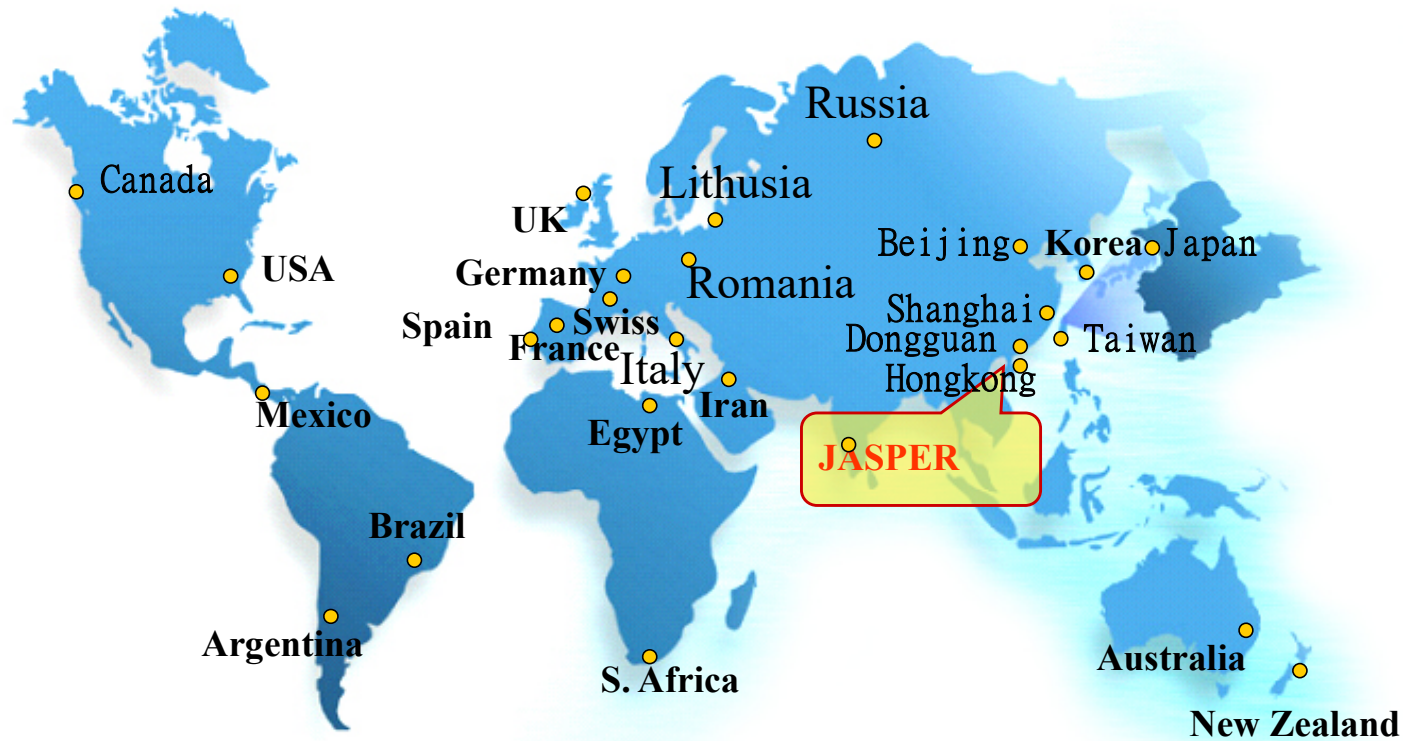 Russia
Canada
Lithusia
UK
Beijing
Korea
Japan
USA
Germany
Romania
Shanghai
Spain
Swiss
Dongguan
Taiwan
France
Italy
Hongkong
Iran
Mexico
Egypt
JASPER
Brazil
Argentina
Australia
S. Africa
New Zealand